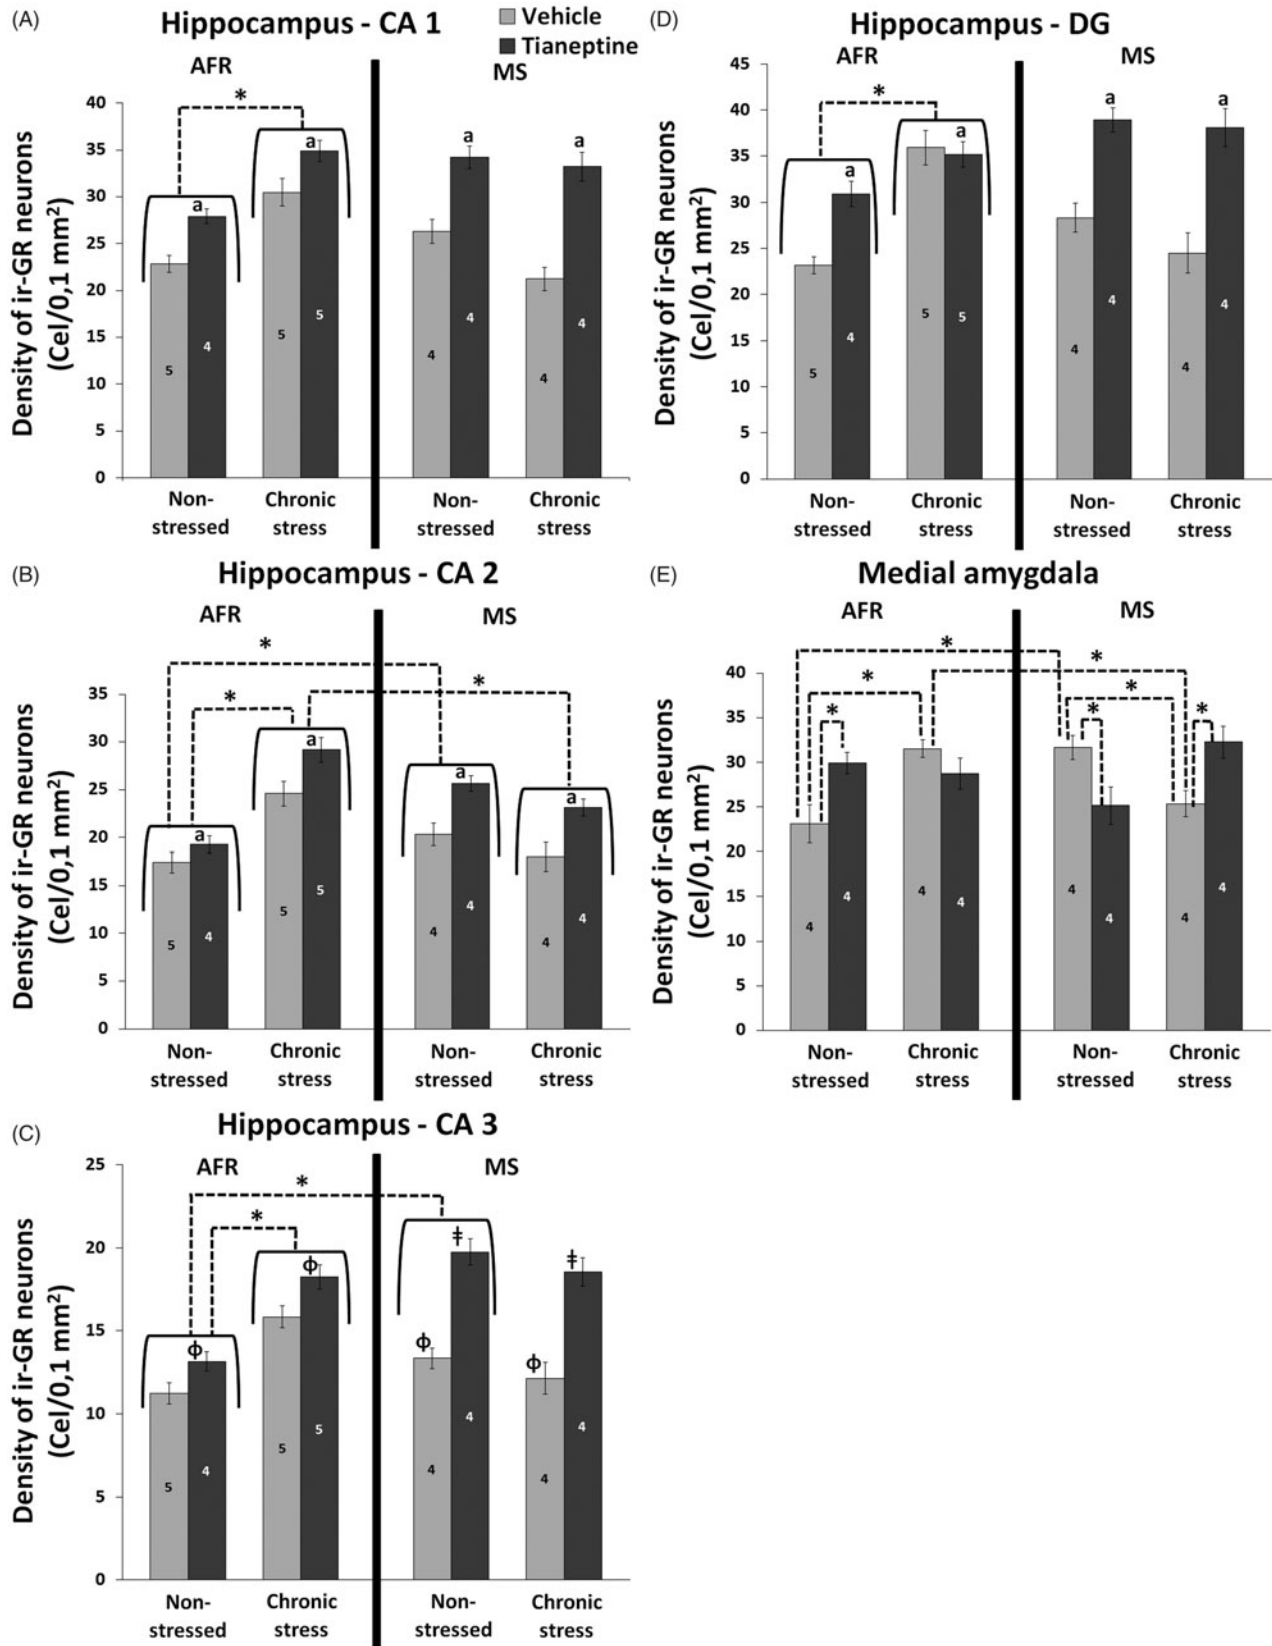 (A)
Hippocampus - CA 1
Vehicle
Tianeptine
AFR
MS
Density of ir-GR neurons
(Cel/0,1 mm²)
40
35
30
25
20
15
10
5
0
*
a
a
a
a
5
4
5
5
4
4
4
4
Non-
stressed
Chronic
stress
Non-
stressed
Chronic
stress
(B)
Hippocampus - CA 2
AFR
MS
Density of ir-GR neurons
(Cel/0,1 mm²)
35
30
25
20
15
10
5
0
*
*
*
a
a
a
a
5
4
5
5
4
4
4
4
Non-
stressed
Chronic
stress
Non-
stressed
Chronic
stress
(C)
Hippocampus - CA 3
AFR
MS
Density of ir-GR neurons
(Cel/0,1 mm²)
25
20
15
10
5
0
*
*
ϕ
ϕ
ϕ
ǂ
ϕ
ǂ
5
4
5
5
4
4
4
4
Non-
stressed
Chronic
stress
Non-
stressed
Chronic
stress
(D)
Hippocampus - DG
AFR
MS
Density of ir-GR neurons
(Cel/0,1 mm²)
45
40
35
30
25
20
15
10
5
0
*
a
a
a
a
5
4
5
5
4
4
4
4
Non-
stressed
Chronic
stress
Non-
stressed
Chronic
stress
(E)
Medial amygdala
AFR
MS
Density of ir-GR neurons
(Cel/0,1 mm²)
40
35
30
25
20
15
10
5
0
*
*
*
*
*
*
*
4
4
4
4
4
4
4
4
Non-
stressed
Chronic
stress
Non-
stressed
Chronic
stress